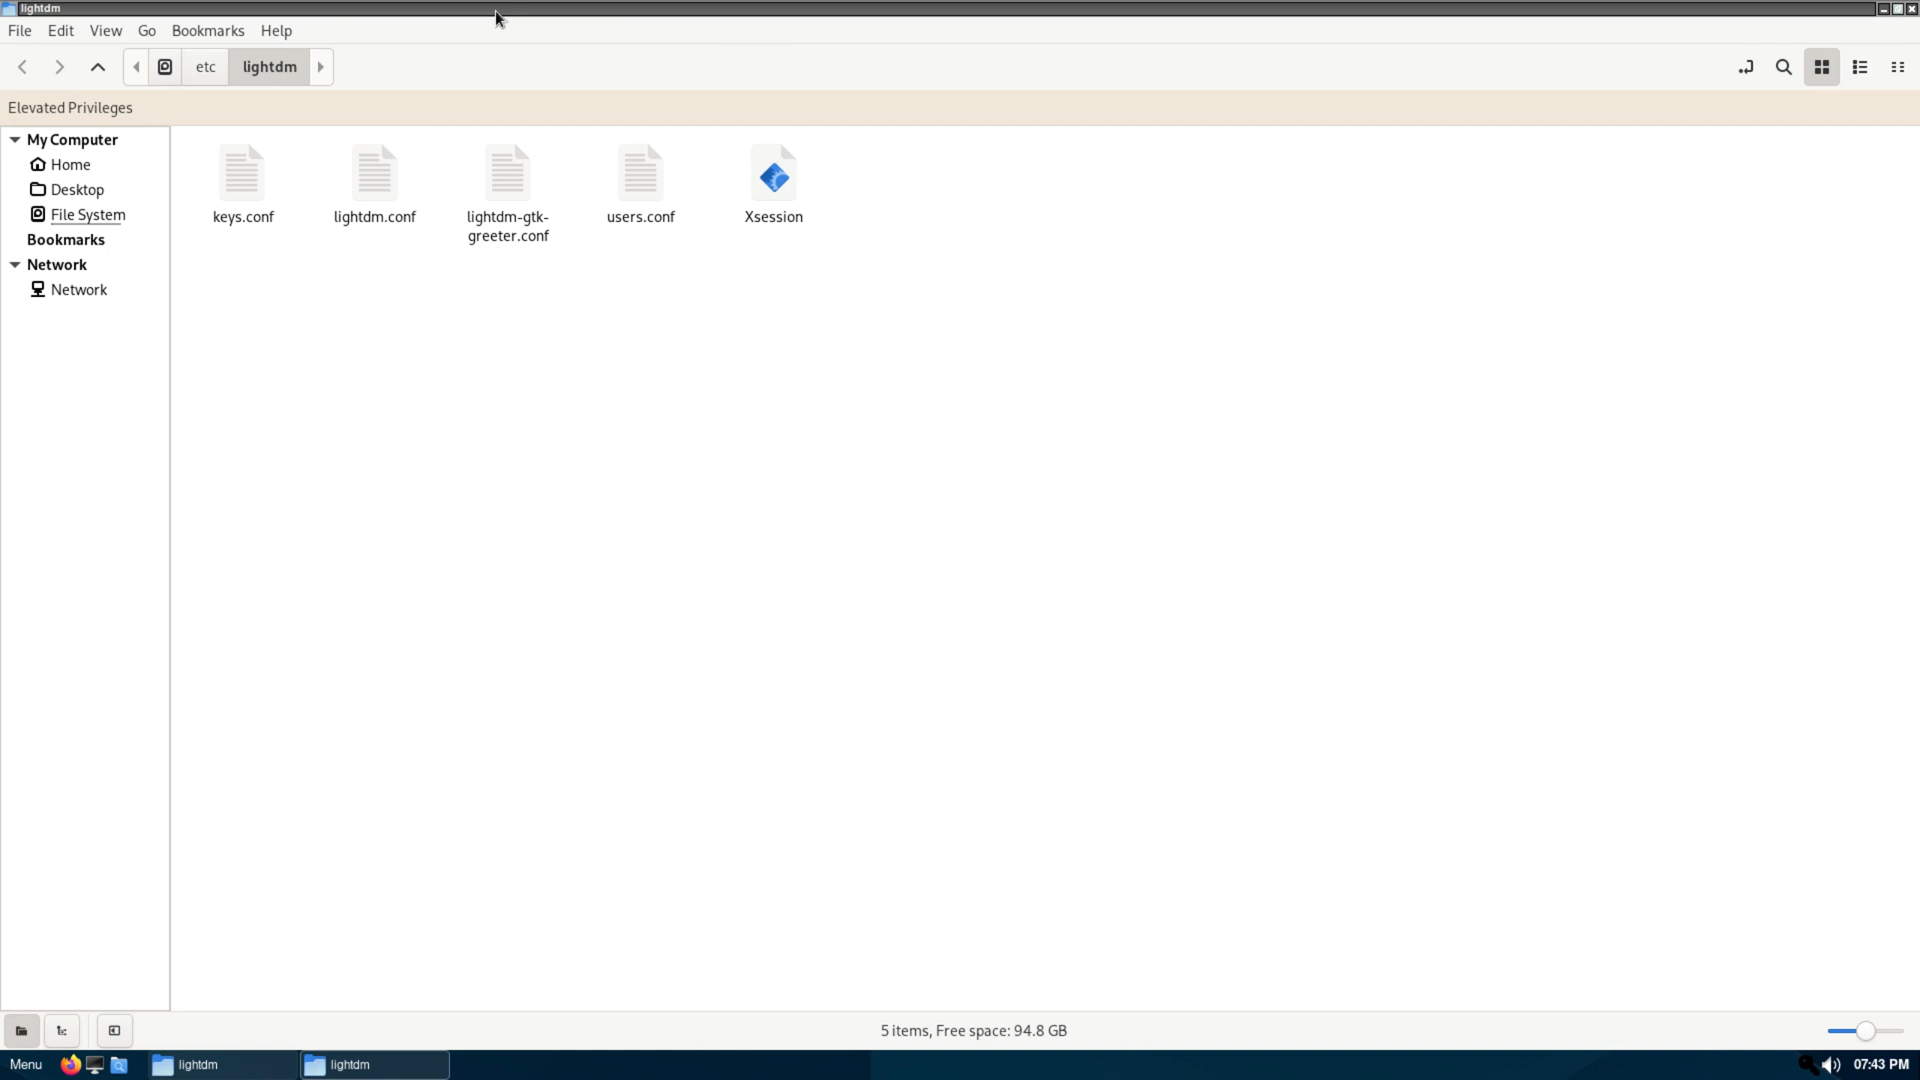 lightdm
File Edit View Go Bookmarks Help
etc lightdm
Elevated Privileges
My Computer
Home
Desktop
File System
Bookmarks
Network
Network
keys.conf
lightdm.conf
lightdm-gtk-
greeter.conf
users.conf
Xsession
5 items, Free space: 94.8 GB
Menu lightdm lightdm 07:43 PM